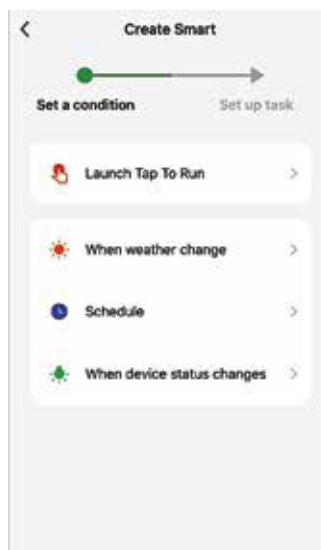 Create Smart
Set a condition
Set up task
Launch Tap To Run
When weather change
Schedule
When device status changes